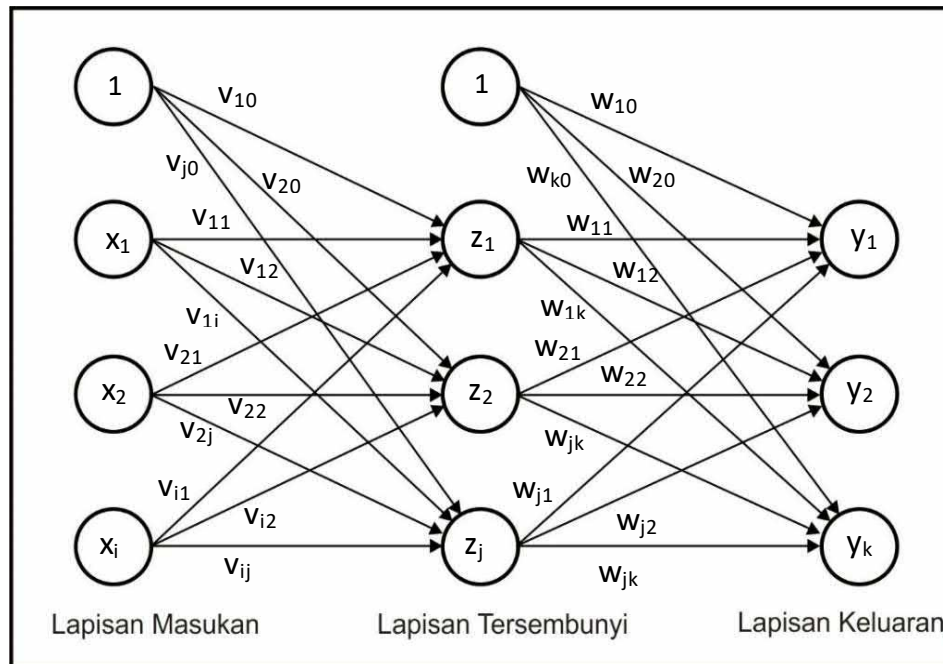 1 1
v₁₀ w₁₀
vⱼ₀ v₂₀ wₖ₀ w₂₀
x₁ v₁₁ z₁ w₁₁ y₁
v₁₂ w₁₂
v₁ᵢ w₁ₖ
v₂₁ w₂₁
x₂ v₂₂ z₂ w₂₂ y₂
v₂ⱼ wⱼₖ
vᵢ₁ wⱼ₁
vᵢ₂ wⱼ₂
xᵢ vᵢⱼ zⱼ wⱼₖ yₖ
Lapisan Masukan Lapisan Tersembunyi Lapisan Keluaran